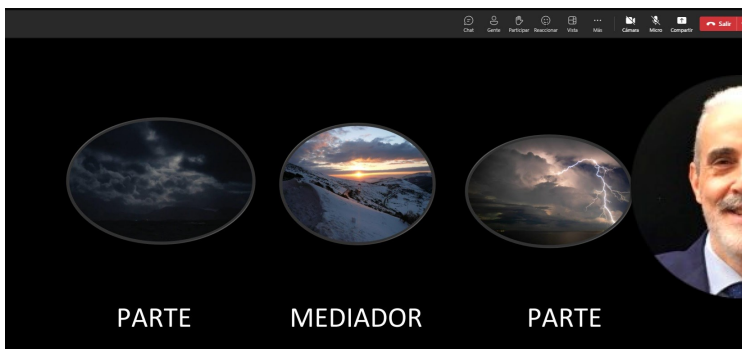 Chat Gente Participar Reaccionar Vista Más Cámara Micro Compartir Salir
PARTE MEDIADOR PARTE